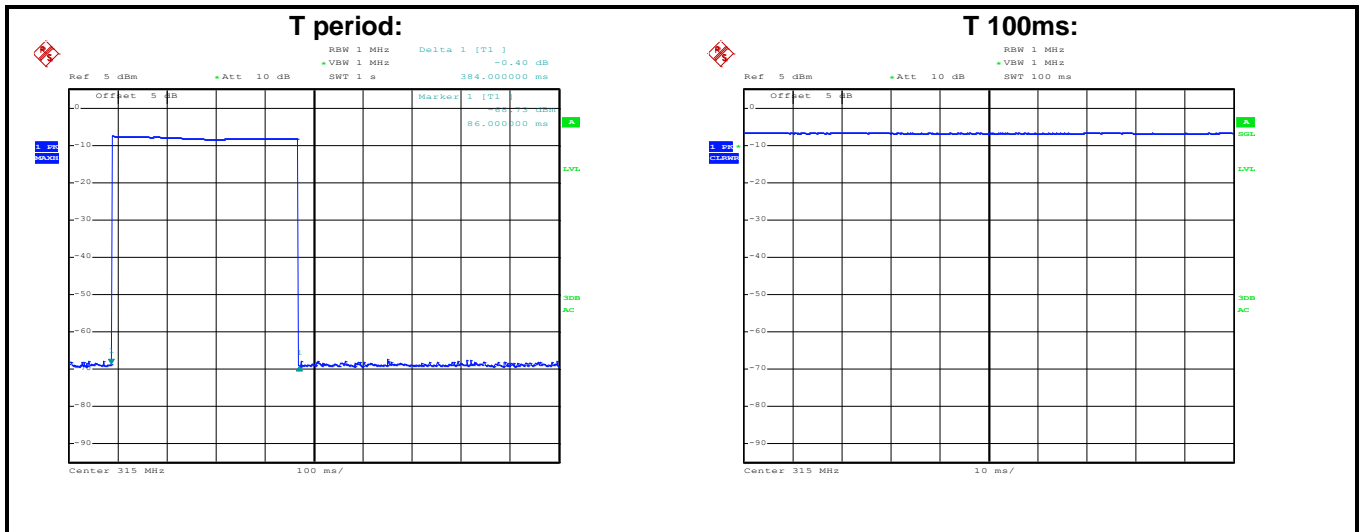 T period:
RBW 1 MHz Delta 1 [T1 ]
VBW 1 MHz -0.40 dB
Ref 5 dBm Att 10 dB SWT 1 s 384.000000 ms
Offset 5 dB Marker 1 [T1 ]
86.000000 ms
0
A
1 PK
MAXH
-10
LVL
-20
-30
-40
-50
3DB
AC
-60
1
-70
-80
-90
Center 315 MHz 100 ms/
T 100ms:
RBW 1 MHz
VBW 1 MHz
Ref 5 dBm Att 10 dB SWT 100 ms
Offset 5 dB
0
A
SGL
1 PK
CLRWR
-10
LVL
-20
-30
-40
-50
3DB
AC
-60
-70
-80
-90
Center 315 MHz 10 ms/